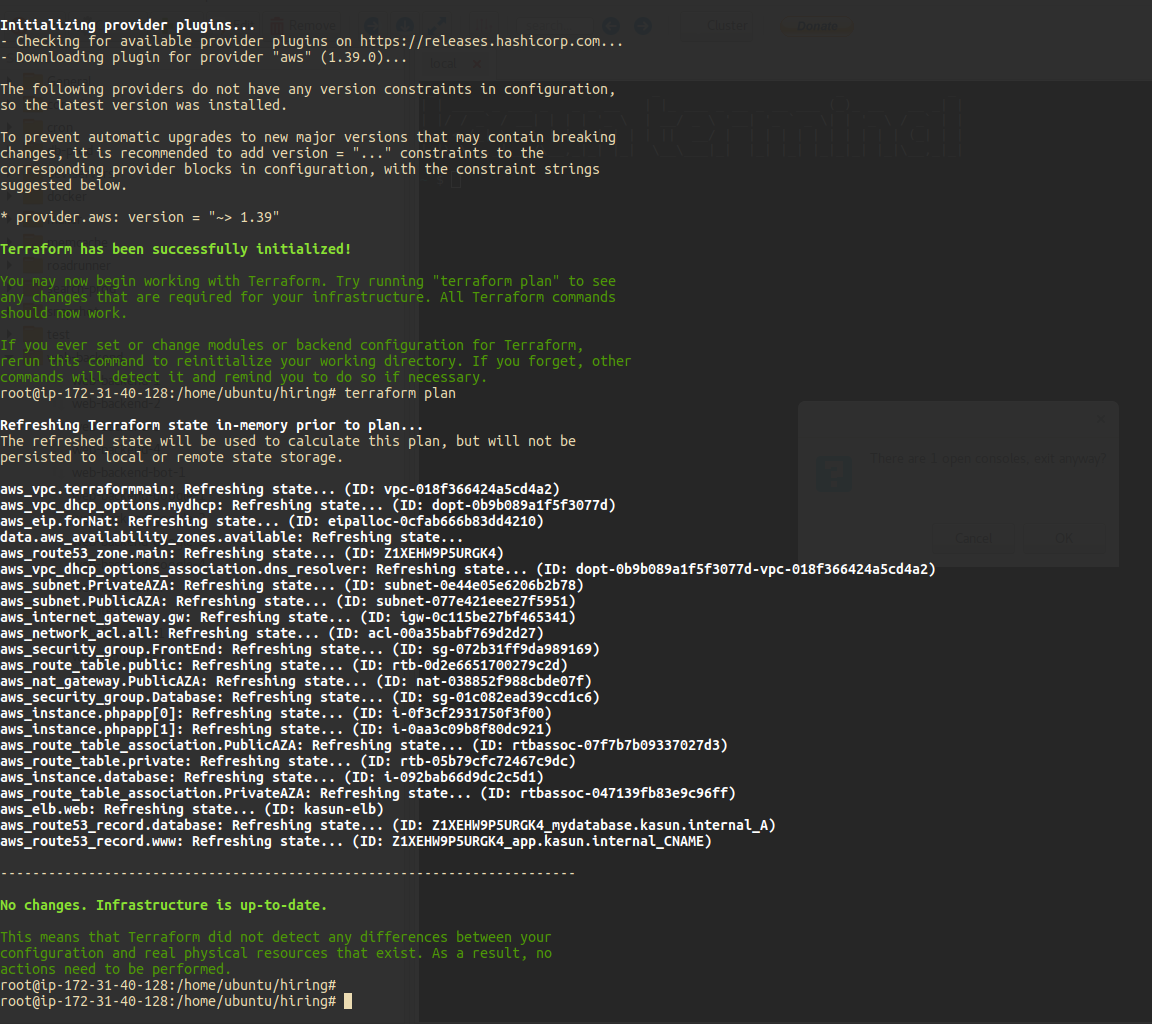 Initializing provider plugins...
- Checking for available provider plugins on https://releases.hashicorp.com...
- Downloading plugin for provider "aws" (1.39.0)...
The following providers do not have any version constraints in configuration,
so the latest version was installed.
To prevent automatic upgrades to new major versions that may contain breaking
changes, it is recommended to add version = "..." constraints to the
corresponding provider blocks in configuration, with the constraint strings
suggested below.
* provider.aws: version = "~> 1.39"
Terraform has been successfully initialized!
You may now begin working with Terraform. Try running "terraform plan" to see
any changes that are required for your infrastructure. All Terraform commands
should now work.
If you ever set or change modules or backend configuration for Terraform,
rerun this command to reinitialize your working directory. If you forget, other
commands will detect it and remind you to do so if necessary.
root@ip-172-31-40-128:/home/ubuntu/hiring# terraform plan
Refreshing Terraform state in-memory prior to plan...
The refreshed state will be used to calculate this plan, but will not be
persisted to local or remote state storage.
aws_vpc.terraformmain: Refreshing state... (ID: vpc-018f366424a5cd4a2)
aws_vpc_dhcp_options.mydhcp: Refreshing state... (ID: dopt-0b9b089a1f5f3077d)
aws_eip.forNat: Refreshing state... (ID: eipalloc-0cfab666b83dd4210)
data.aws_availability_zones.available: Refreshing state...
aws_route53_zone.main: Refreshing state... (ID: Z1XEHW9P5URGK4)
aws_vpc_dhcp_options_association.dns_resolver: Refreshing state... (ID: dopt-0b9b089a1f5f3077d-vpc-018f366424a5cd4a2)
aws_subnet.PrivateAZA: Refreshing state... (ID: subnet-0e44e05e6206b2b78)
aws_subnet.PublicAZA: Refreshing state... (ID: subnet-077e421eee27f5951)
aws_internet_gateway.gw: Refreshing state... (ID: igw-0c115be27bf465341)
aws_network_acl.all: Refreshing state... (ID: acl-00a35babf769d2d27)
aws_security_group.FrontEnd: Refreshing state... (ID: sg-072b31ff9da989169)
aws_route_table.public: Refreshing state... (ID: rtb-0d2e6651700279c2d)
aws_nat_gateway.PublicAZA: Refreshing state... (ID: nat-038852f988cbde07f)
aws_security_group.Database: Refreshing state... (ID: sg-01c082ead39ccd1c6)
aws_instance.phpapp[0]: Refreshing state... (ID: i-0f3cf2931750f3f00)
aws_instance.phpapp[1]: Refreshing state... (ID: i-0aa3c09b8f80dc921)
aws_route_table_association.PublicAZA: Refreshing state... (ID: rtbassoc-07f7b7b09337027d3)
aws_route_table.private: Refreshing state... (ID: rtb-05b79cfc72467c9dc)
aws_instance.database: Refreshing state... (ID: i-092bab66d9dc2c5d1)
aws_route_table_association.PrivateAZA: Refreshing state... (ID: rtbassoc-047139fb83e9c96ff)
aws_elb.web: Refreshing state... (ID: kasun-elb)
aws_route53_record.database: Refreshing state... (ID: Z1XEHW9P5URGK4_mydatabase.kasun.internal_A)
aws_route53_record.www: Refreshing state... (ID: Z1XEHW9P5URGK4_app.kasun.internal_CNAME)
------------------------------------------------------------------------
No changes. Infrastructure is up-to-date.
This means that Terraform did not detect any differences between your
configuration and real physical resources that exist. As a result, no
actions need to be performed.
root@ip-172-31-40-128:/home/ubuntu/hiring#
root@ip-172-31-40-128:/home/ubuntu/hiring#
Remove
Donate
There are 2 open consoles, exit anyway?
Cancel
OK